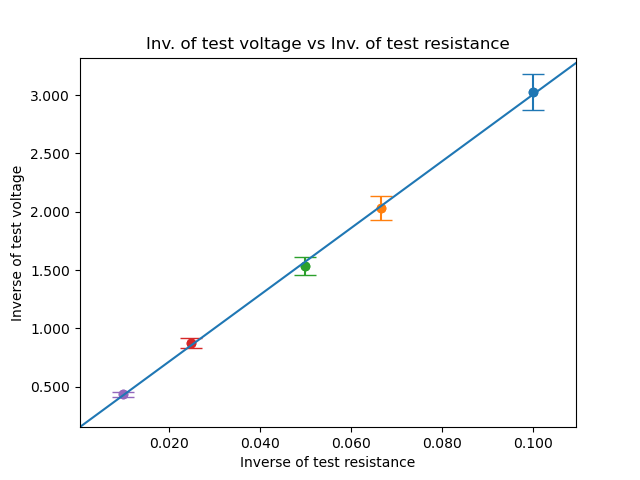 Inv. of test voltage vs Inv. of test resistance
3.000
2.500
2.000
1.500
1.000
0.500
Inverse of test voltage
0.020 0.040 0.060 0.080 0.100
Inverse of test resistance